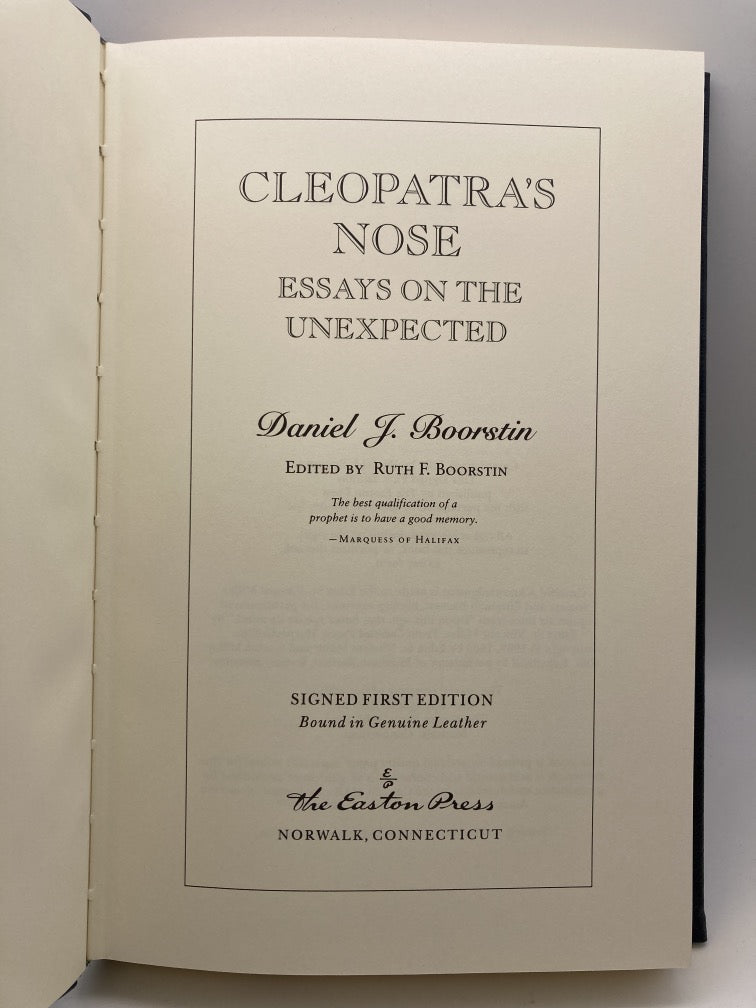 CLEOPATRA'S
NOSE
ESSAYS ON THE
UNEXPECTED
Daniel J. Boorstin
EDITED BY RUTH F. BOORSTIN
The best qualification of a
prophet is to have a good memory.
—MARQUESS OF HALIFAX
SIGNED FIRST EDITION
Bound in Genuine Leather
E
P
The Easton Press
NORWALK, CONNECTICUT